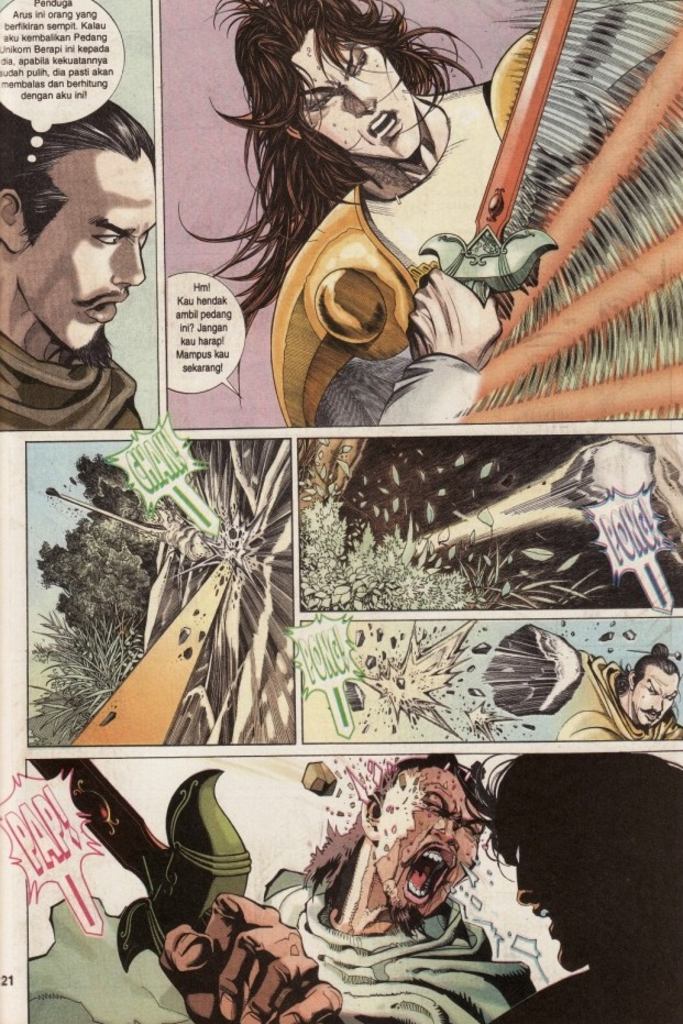 Penduga
Arus ini orang yang
berfikiran sempit. Kalau
aku kembalikan Pedang
Unikorn Berapi ini kepada
dia, apabila kekuatannya
sudah pulih, dia pasti akan
membalas dan berhitung
dengan aku ini!
Hm!
Kau hendak
ambil pedang
ini? Jangan
kau harap!
Mampus kau
sekarang!
PONG!
PONG!
PAP!
21